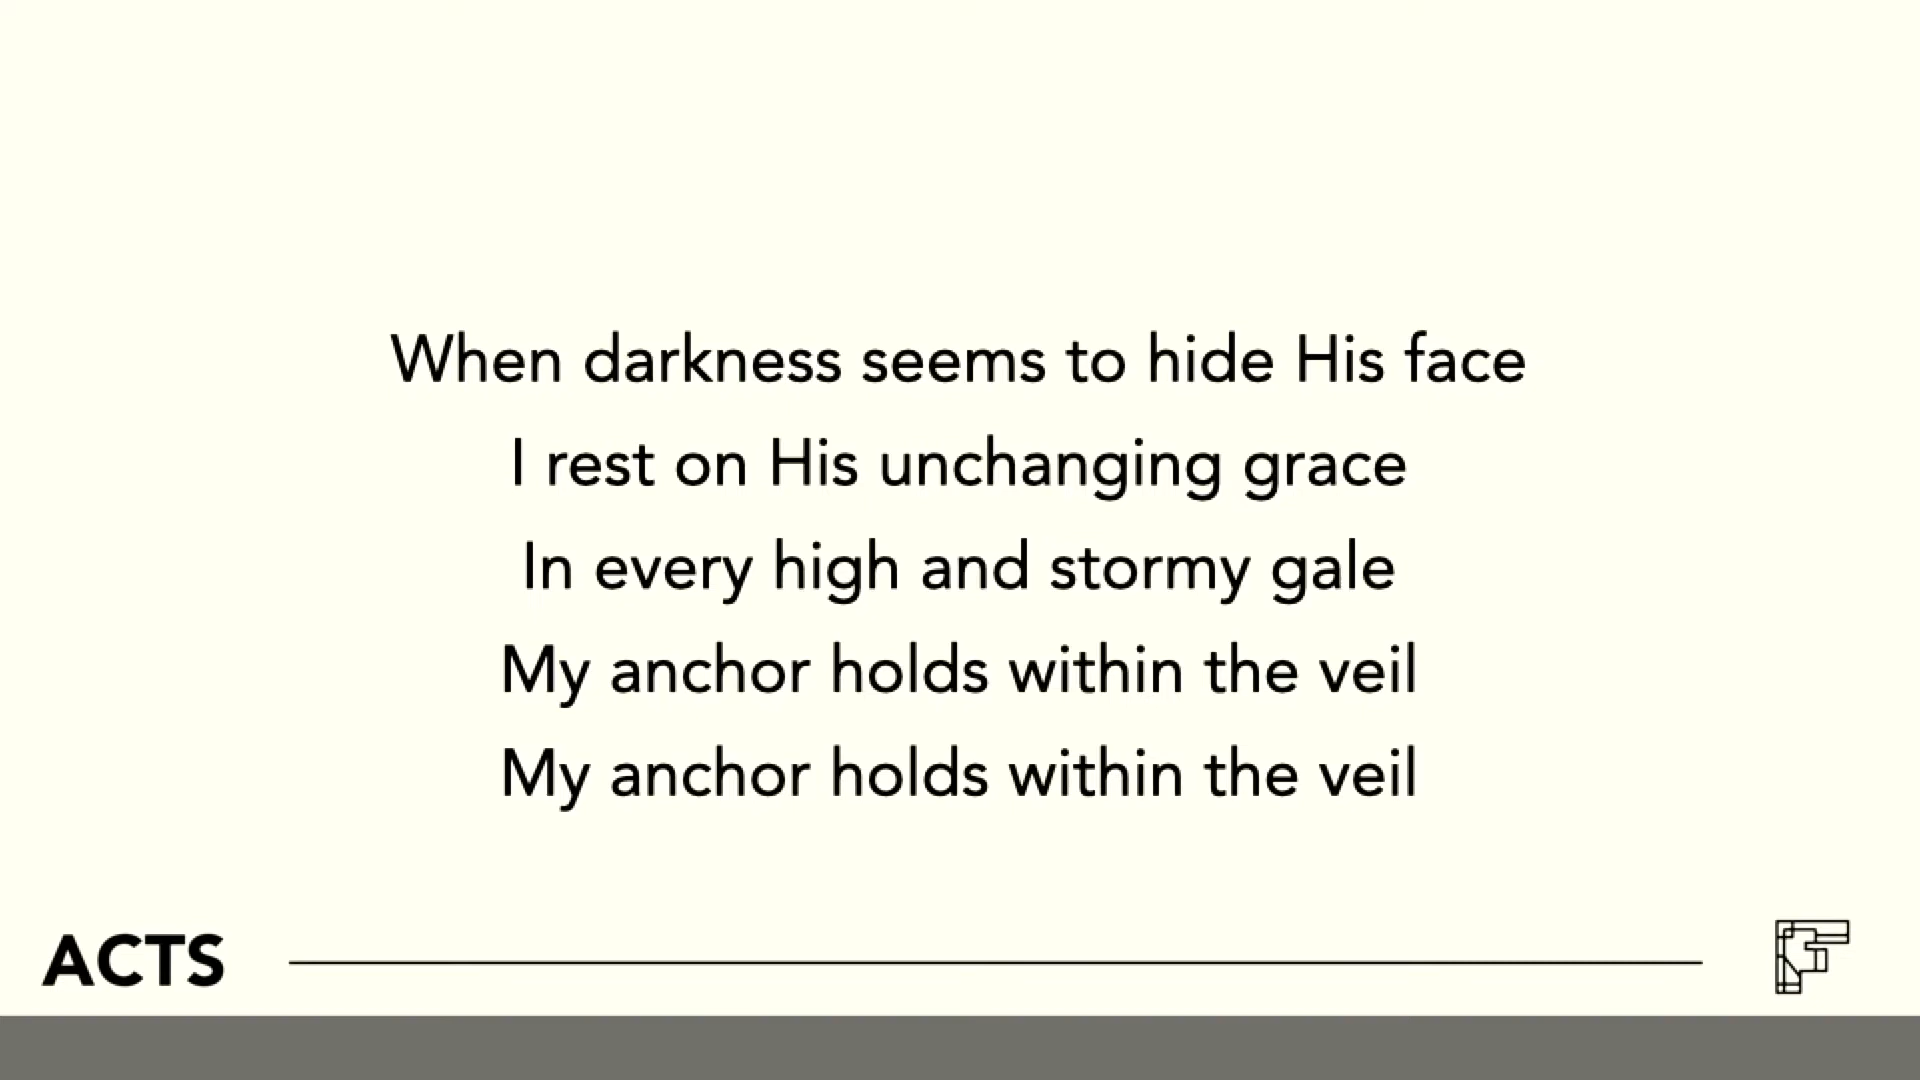 When darkness seems to hide His face
I rest on His unchanging grace
In every high and stormy gale
My anchor holds within the veil
My anchor holds within the veil
ACTS